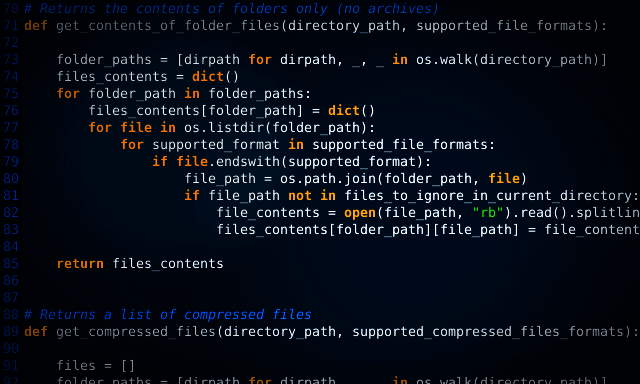 70 # Returns the contents of folders only (no archives)
71 def get_contents_of_folder_files(directory_path, supported_file_formats):
72
73     folder_paths = [dirpath for dirpath, _, _ in os.walk(directory_path)]
74     files_contents = dict()
75     for folder_path in folder_paths:
76         files_contents[folder_path] = dict()
77         for file in os.listdir(folder_path):
78             for supported_format in supported_file_formats:
79                 if file.endswith(supported_format):
80                     file_path = os.path.join(folder_path, file)
81                     if file_path not in files_to_ignore_in_current_directory:
82                         file_contents = open(file_path, "rb").read().splitlin
83                         files_contents[folder_path][file_path] = file_content
84
85     return files_contents
86
87
88 # Returns a list of compressed files
89 def get_compressed_files(directory_path, supported_compressed_files_formats):
90
91     files = []
92     folder_paths = [dirpath for dirpath, _, _ in os.walk(directory_path)]